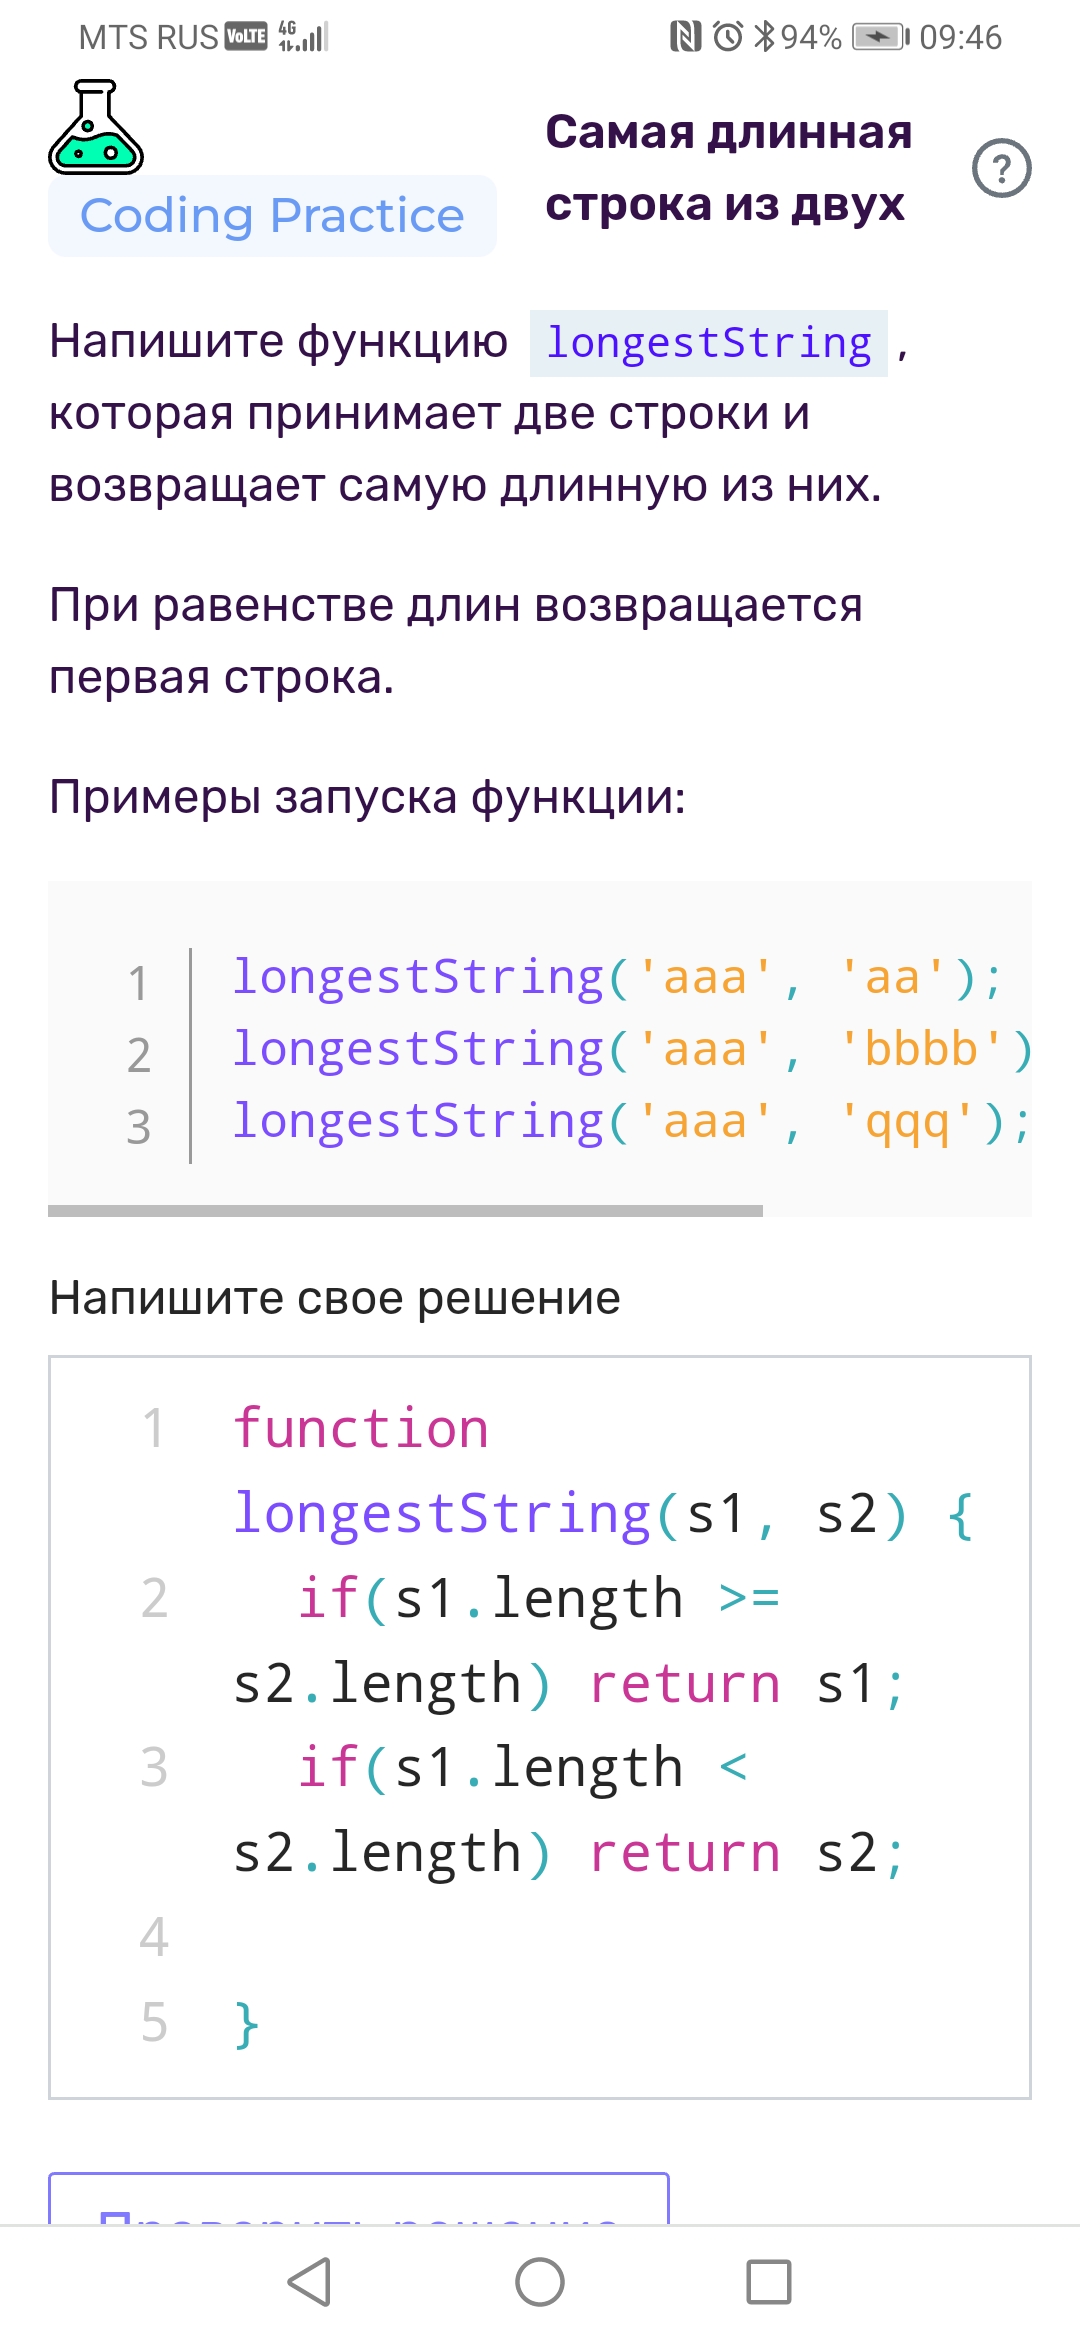 MTS RUS VoLTE 4G 94% 09:46
Coding Practice
Самая длинная
строка из двух
?
Напишите функцию longestString ,
которая принимает две строки и
возвращает самую длинную из них.
При равенстве длин возвращается
первая строка.
Примеры запуска функции:
1 longestString('aaa', 'aa');
2 longestString('aaa', 'bbbb')
3 longestString('aaa', 'qqq');
Напишите свое решение
1 function
longestString(s1, s2) {
2 if(s1.length >=
s2.length) return s1;
3 if(s1.length <
s2.length) return s2;
4
5 }